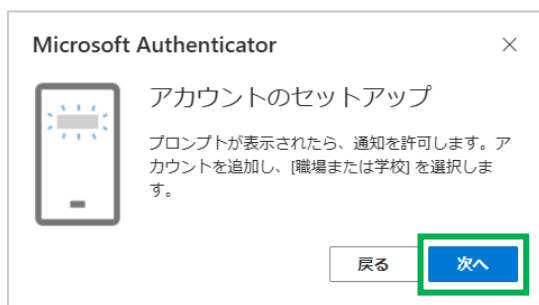 Microsoft Authenticator
アカウントのセットアップ
プロンプトが表示されたら、通知を許可します。ア
カウントを追加し、[職場または学校] を選択しま
す。
戻る
次へ